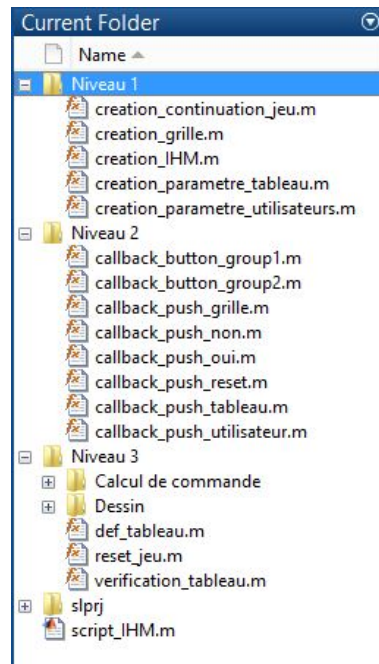 Current Folder
Name
Niveau 1
creation_continuation_jeu.m
creation_grille.m
creation_IHM.m
creation_parametre_tableau.m
creation_parametre_utilisateurs.m
Niveau 2
callback_button_group1.m
callback_button_group2.m
callback_push_grille.m
callback_push_non.m
callback_push_oui.m
callback_push_reset.m
callback_push_tableau.m
callback_push_utilisateur.m
Niveau 3
Calcul de commande
Dessin
def_tableau.m
reset_jeu.m
verification_tableau.m
slprj
script_IHM.m